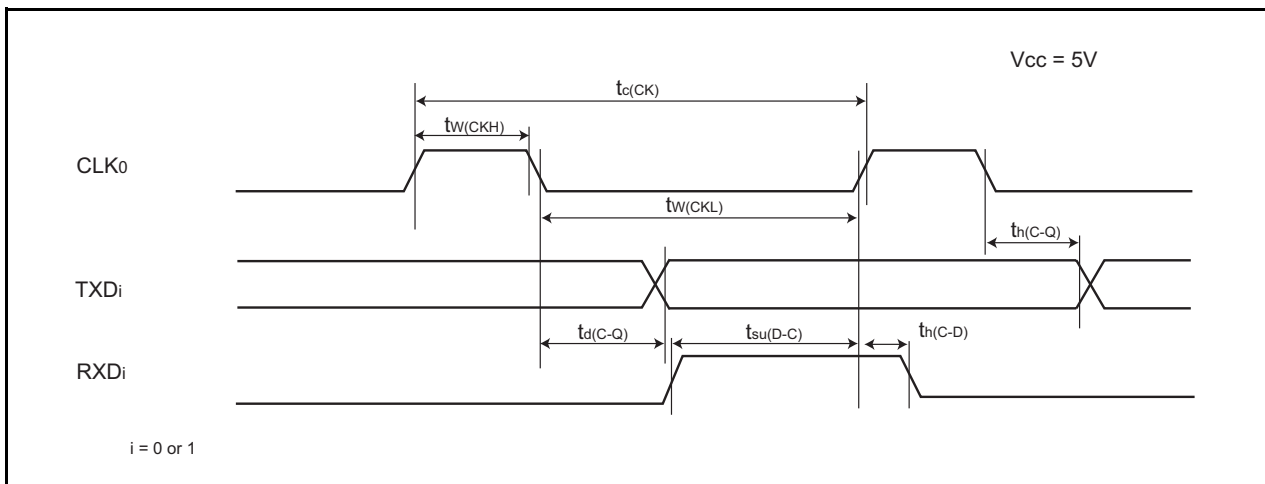 Vcc = 5V
tc(CK)
tW(CKH)
CLK0
tW(CKL)
th(C-Q)
TXDi
td(C-Q)
tsu(D-C)
th(C-D)
RXDi
i = 0 or 1